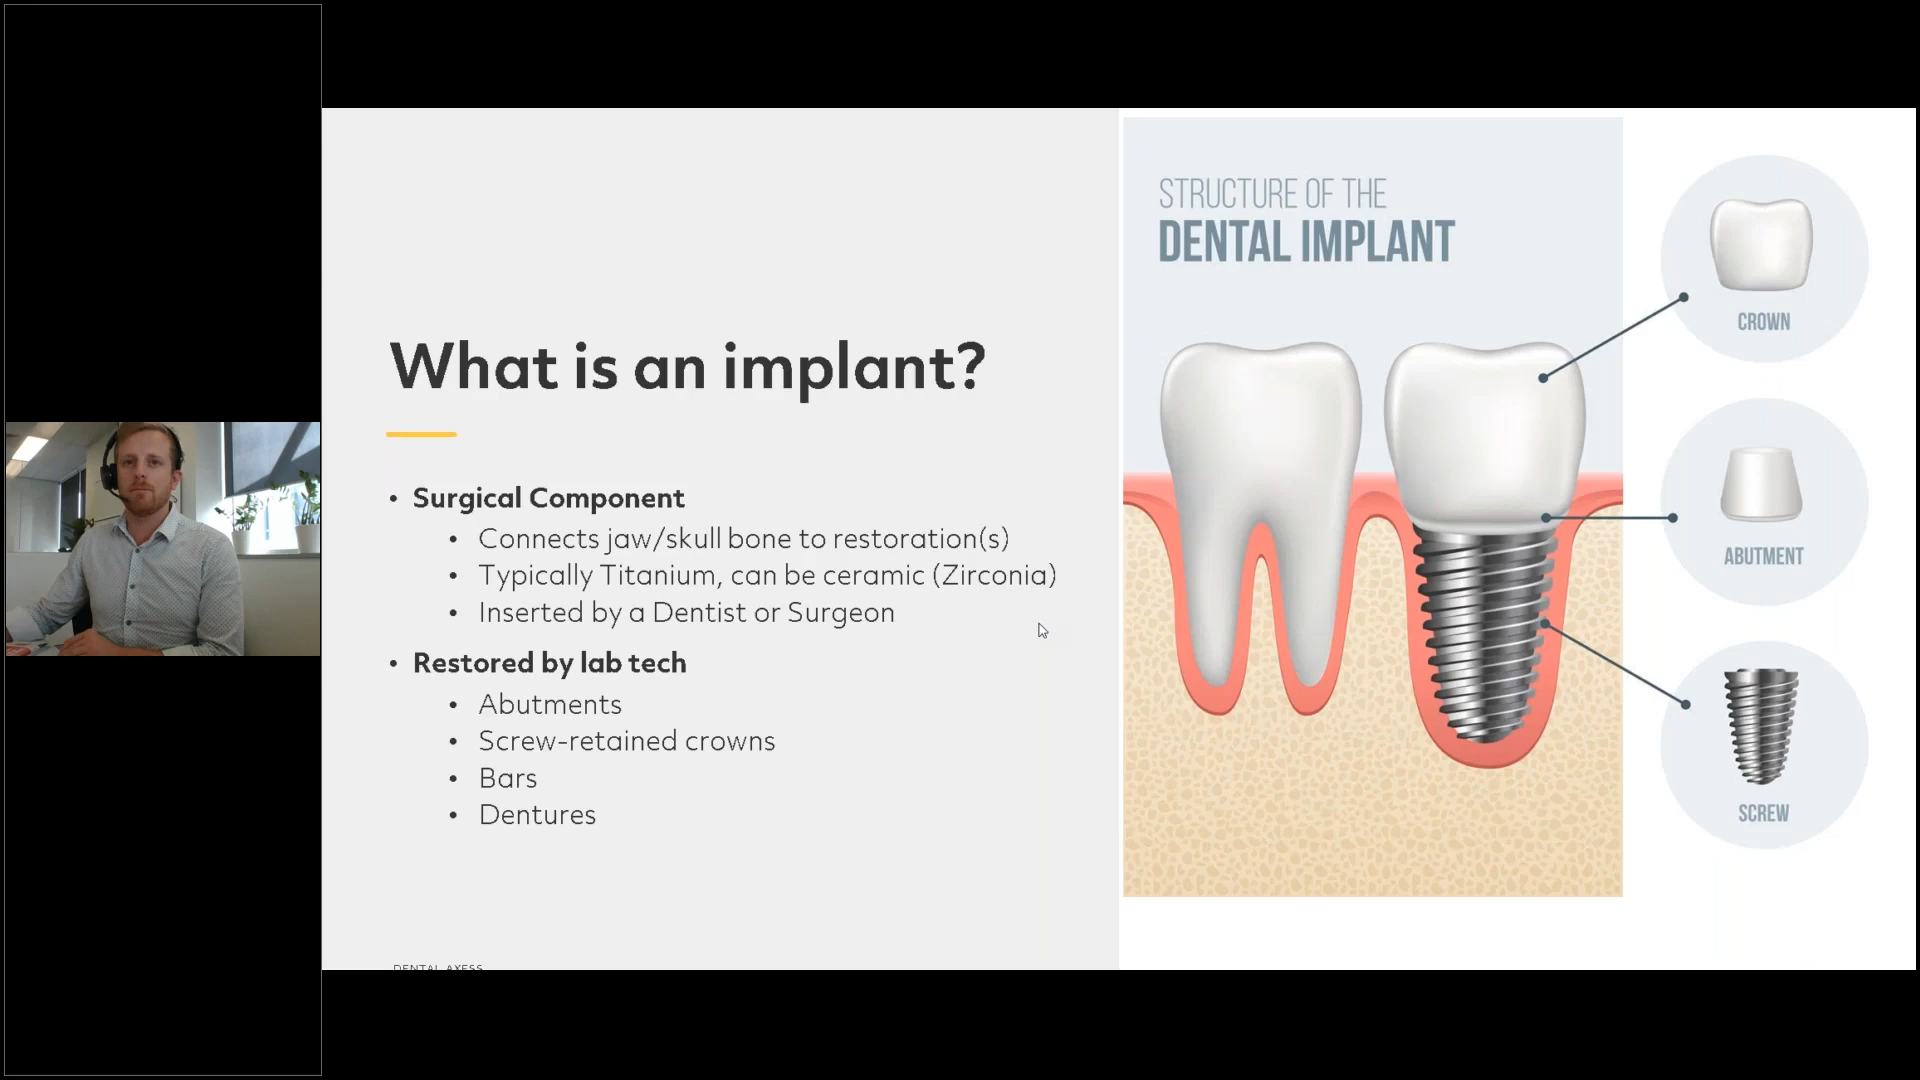 What is an implant?
• Surgical Component
• Connects jaw/skull bone to restoration(s)
• Typically Titanium, can be ceramic (Zirconia)
• Inserted by a Dentist or Surgeon
• Restored by lab tech
• Abutments
• Screw-retained crowns
• Bars
• Dentures
DENTAL AXESS
STRUCTURE OF THE
DENTAL IMPLANT
CROWN
ABUTMENT
SCREW